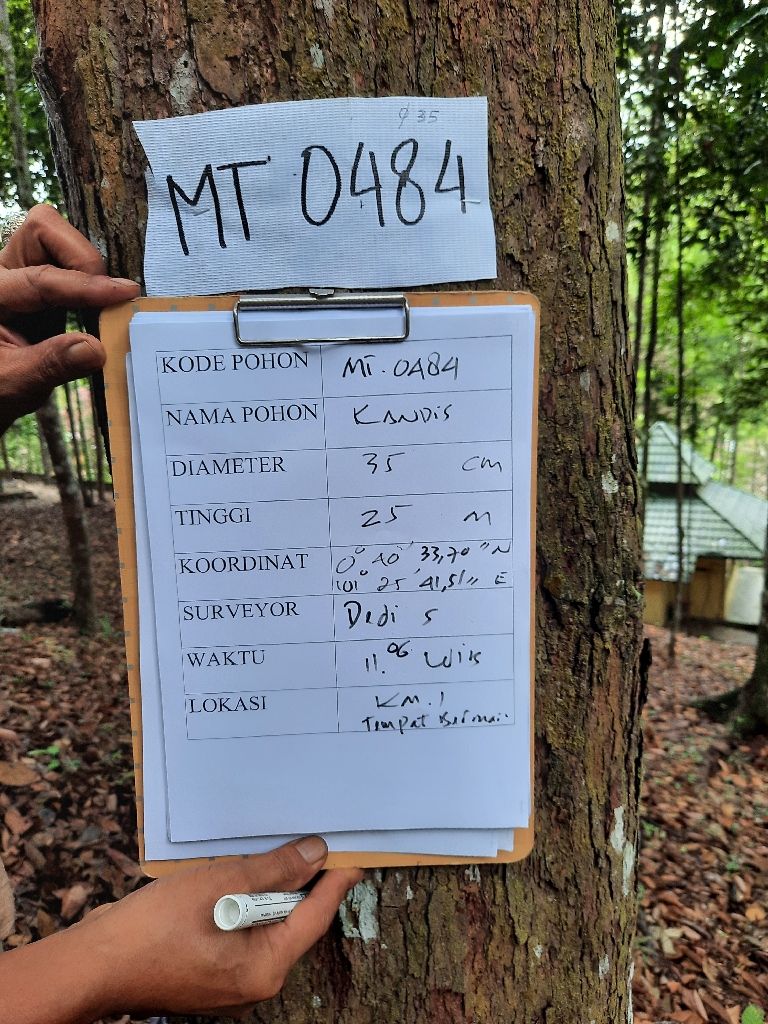 Ø 35
MT 0484
KODE POHON MT. 0484
NAMA POHON KANDIS
DIAMETER 35 cm
TINGGI 25 M
KOORDINAT 0° 40' 33,70 "N
101° 25' 41,51" E
SURVEYOR Dedi S
WAKTU 11.06 WIB
LOKASI KM. 1
Tempat Bermain